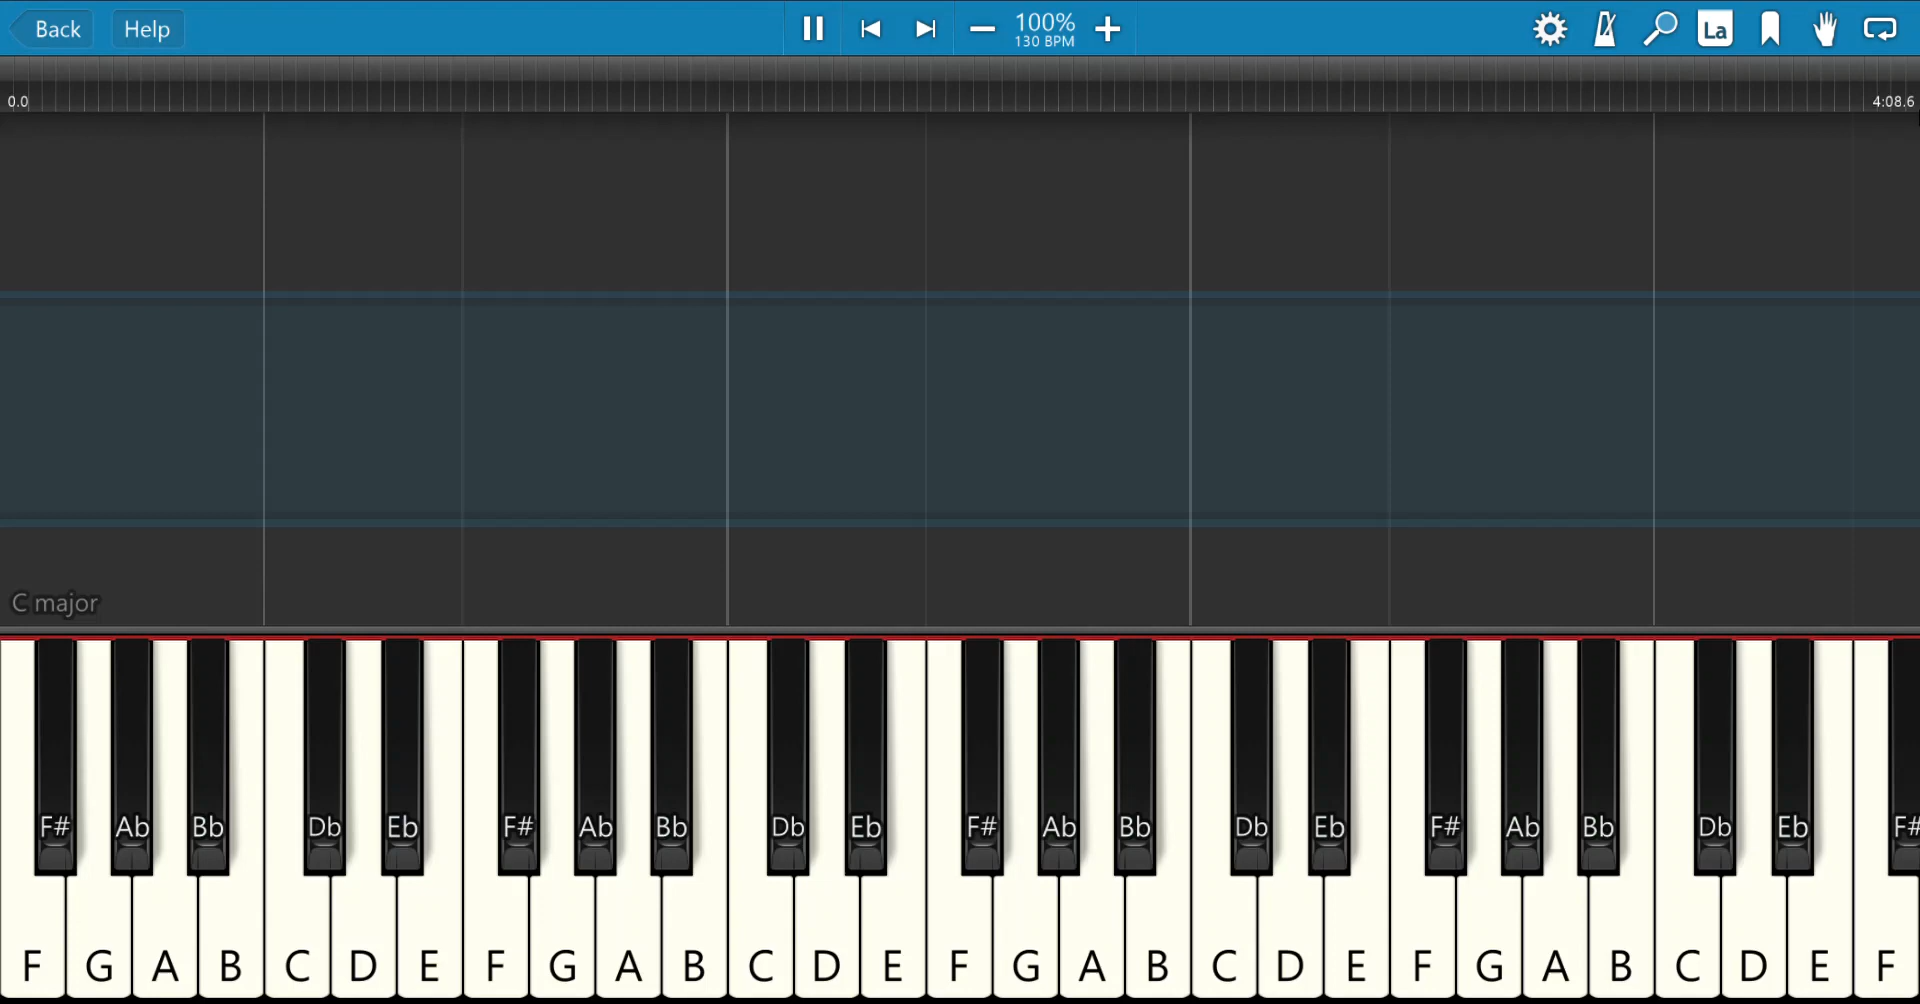 Back Help 100% La
130 BPM
0.0 4:08.6
C major
F# Ab Bb Db Eb F# Ab Bb Db Eb F# Ab Bb Db Eb F# Ab Bb Db Eb F#
F G A B C D E F G A B C D E F G A B C D E F G A B C D E F